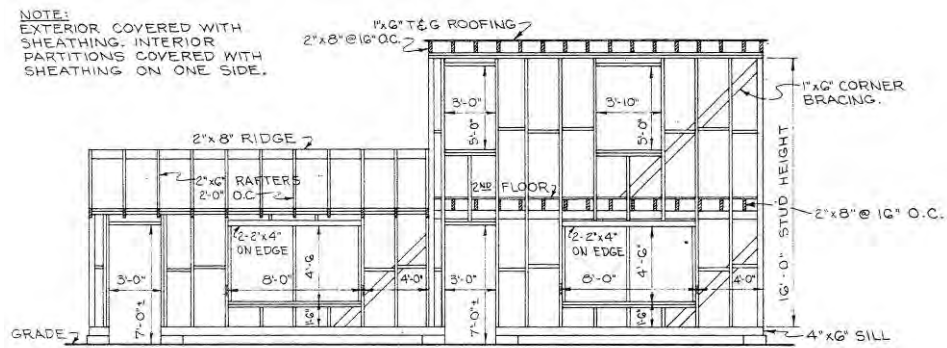 NOTE:
EXTERIOR COVERED WITH
SHEATHING. INTERIOR
PARTITIONS COVERED WITH
SHEATHING ON ONE SIDE.
1"x6" T&G ROOFING
2"x8"@16"O.C.
3'-0"
5'-0"
3'-10"
5'-0"
1"x6" CORNER
BRACING.
2"x8" RIDGE
2"x6" RAFTERS
2'-0" O.C.
2ND FLOOR
2"x8"@ 16" O.C.
16'-0" STUD HEIGHT
2-2"x4"
ON EDGE
3'-0"
8'-0"
4'-6"
4'-0"
7'-0"±
1'-6"
2-2"x4"
ON EDGE
3'-0"
8'-0"
4'-6"
4'-0"
7'-0"±
1'-6"
GRADE
4"x6" SILL